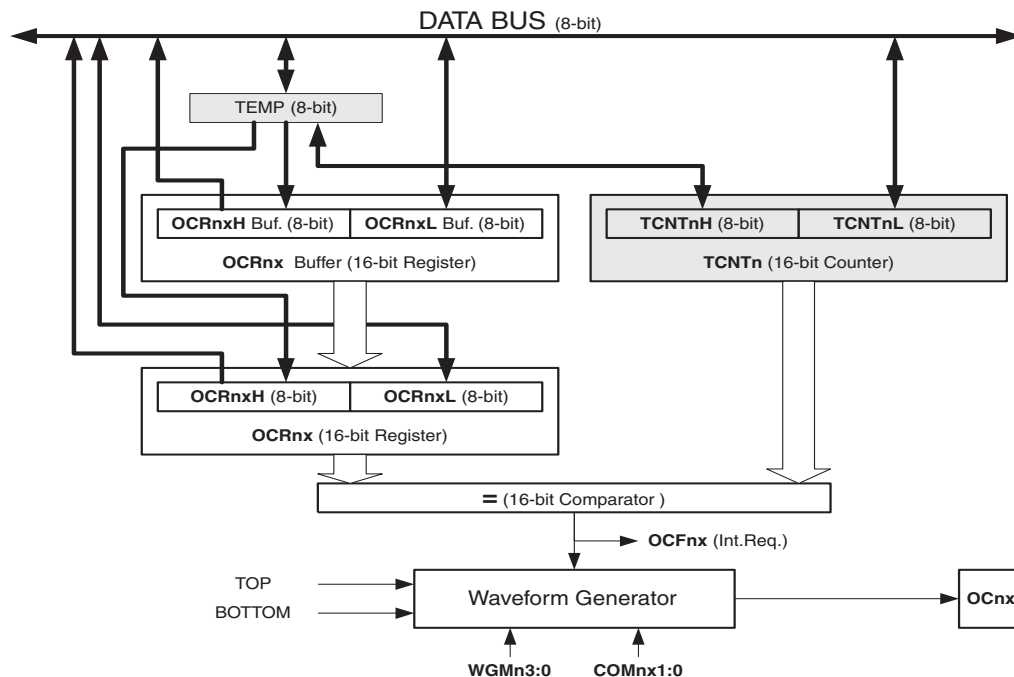 DATA BUS (8-bit)
TEMP (8-bit)
OCRnxH Buf. (8-bit) OCRnxL Buf. (8-bit)
OCRnx Buffer (16-bit Register)
TCNTnH (8-bit) TCNTnL (8-bit)
TCNTn (16-bit Counter)
OCRnxH (8-bit) OCRnxL (8-bit)
OCRnx (16-bit Register)
= (16-bit Comparator )
OCFnx (Int.Req.)
TOP
BOTTOM
Waveform Generator
OCnx
WGMn3:0 COMnx1:0